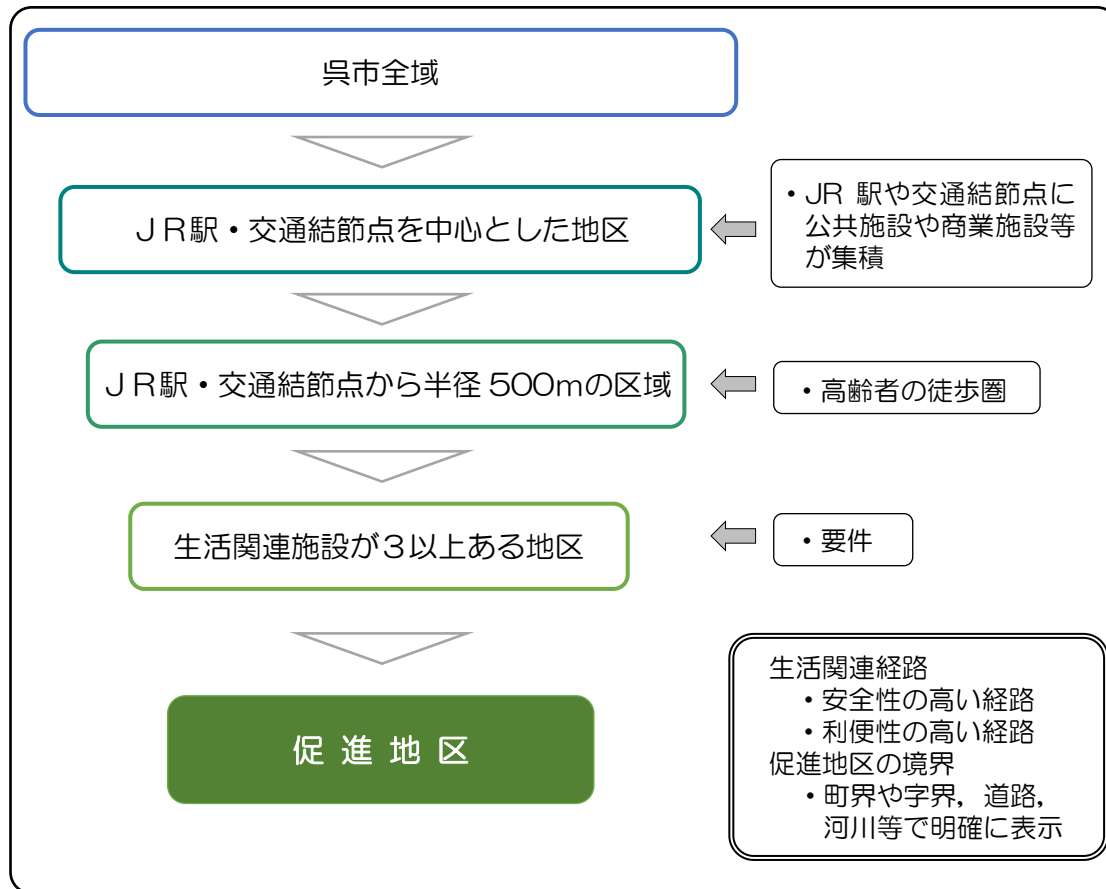 呉市全域
ＪＲ駅・交通結節点を中心とした地区
・JR 駅や交通結節点に
公共施設や商業施設等
が集積
ＪＲ駅・交通結節点から半径 500ｍの区域
・高齢者の徒歩圏
生活関連施設が３以上ある地区
・要件
促 進 地 区
生活関連経路
・安全性の高い経路
・利便性の高い経路
促進地区の境界
・町界や字界，道路，
河川等で明確に表示